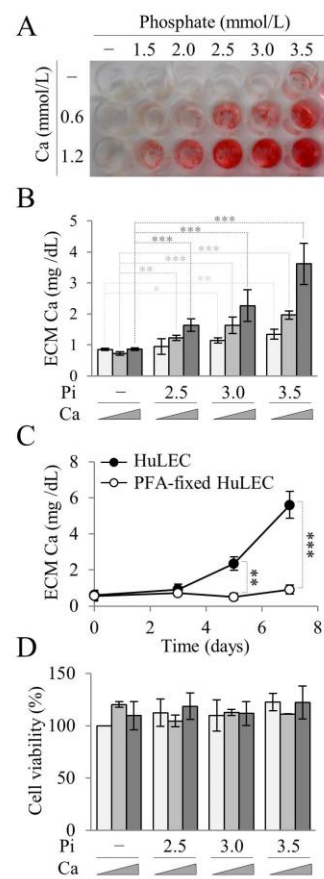 A
Phosphate (mmol/L)
– 1.5 2.0 2.5 3.0 3.5
Ca (mmol/L)
–
0.6
1.2
B
ECM Ca (mg /dL)
5
4
3
2
1
0
***
***
***
***
***
**
**
*
Pi – 2.5 3.0 3.5
Ca
C
ECM Ca (mg /dL)
8
6
4
2
0
HuLEC
PFA-fixed HuLEC
**
***
0 2 4 6 8
Time (days)
D
Cell viability (%)
150
100
50
0
Pi – 2.5 3.0 3.5
Ca